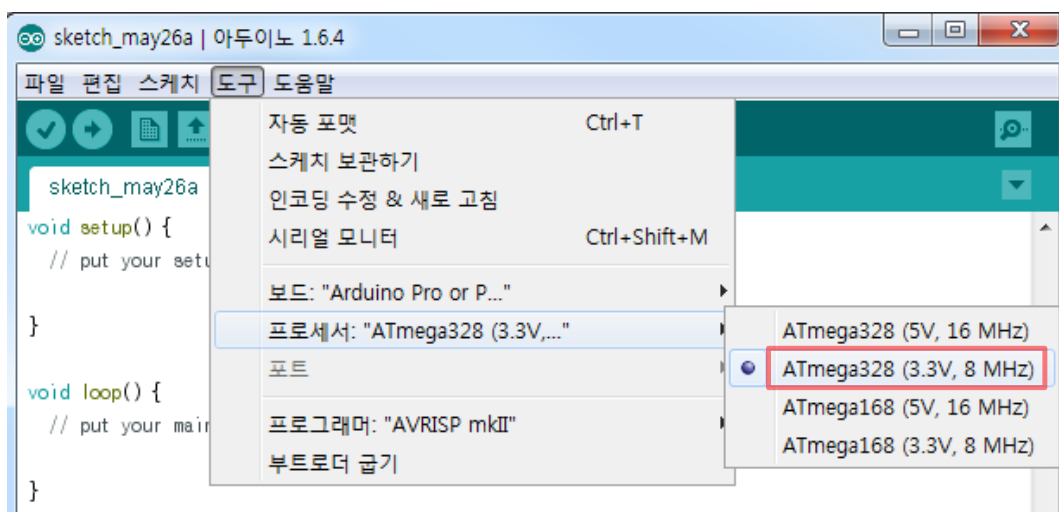 sketch_may26a | 아두이노 1.6.4
파일 편집 스케치 도구 도움말
자동 포맷 Ctrl+T
스케치 보관하기
인코딩 수정 & 새로 고침
시리얼 모니터 Ctrl+Shift+M
보드: "Arduino Pro or P..."
프로세서: "ATmega328 (3.3V,..."
포트
프로그래머: "AVRISP mkII"
부트로더 굽기
ATmega328 (5V, 16 MHz)
ATmega328 (3.3V, 8 MHz)
ATmega168 (5V, 16 MHz)
ATmega168 (3.3V, 8 MHz)
sketch_may26a
void setup() {
// put your setu
}
void loop() {
// put your main
}